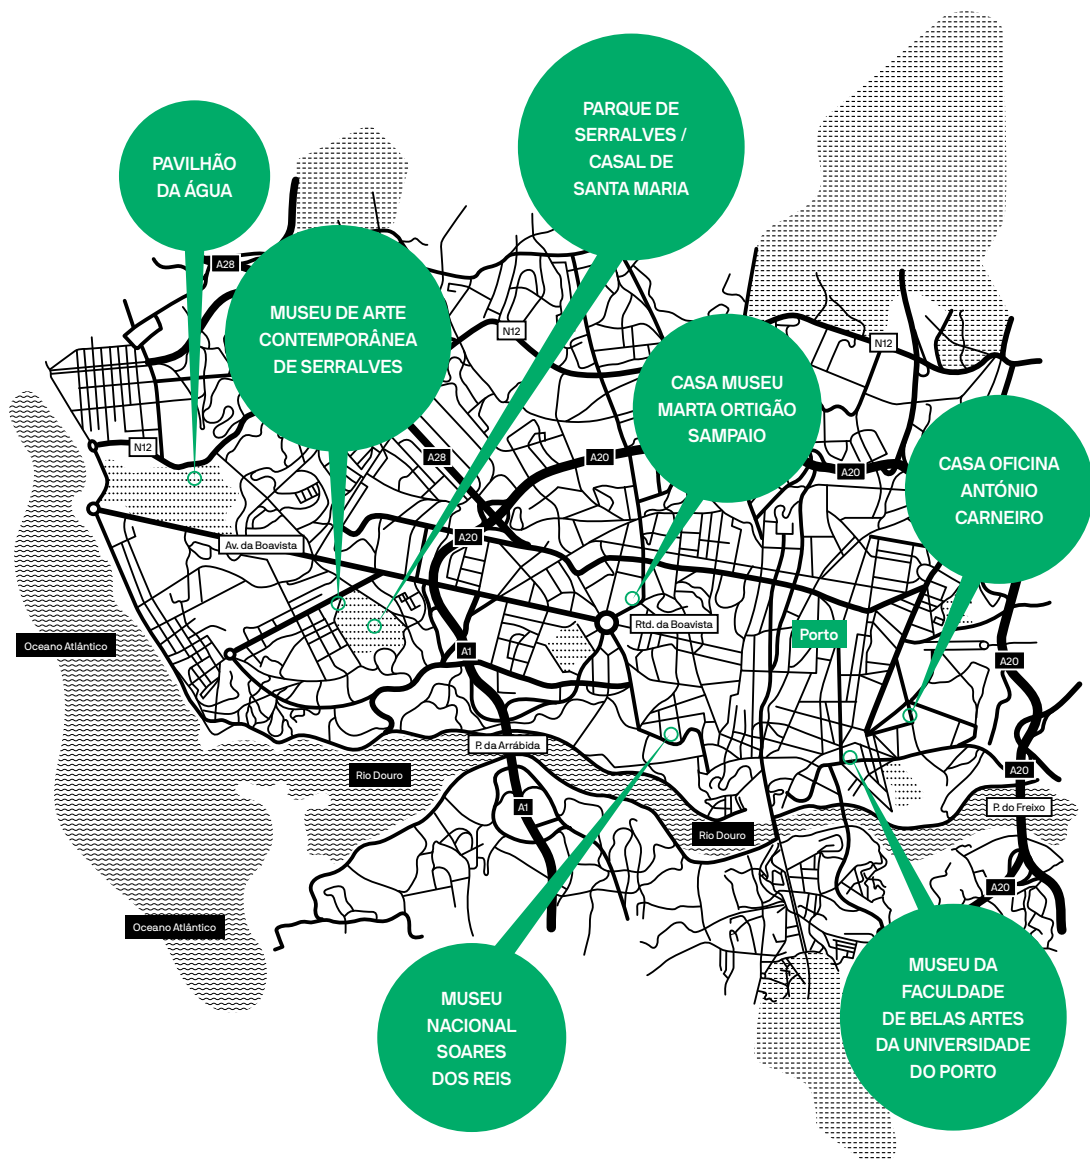 PARQUE DE
SERRALVES /
CASAL DE
SANTA MARIA
PAVILHÃO
DA ÁGUA
A28
MUSEU DE ARTE
CONTEMPORÂNEA
DE SERRALVES
N12
N12
CASA MUSEU
MARTA ORTIGÃO
SAMPAIO
N12
A28
A20
A20
CASA OFICINA
ANTÓNIO
CARNEIRO
Av. da Boavista
A20
Rtd. da Boavista
Porto
Oceano Atlântico
A1
A20
P. da Arrábida
Rio Douro
A20
A1
P. do Freixo
Rio Douro
A20
Oceano Atlântico
MUSEU
NACIONAL
SOARES
DOS REIS
MUSEU DA
FACULDADE
DE BELAS ARTES
DA UNIVERSIDADE
DO PORTO